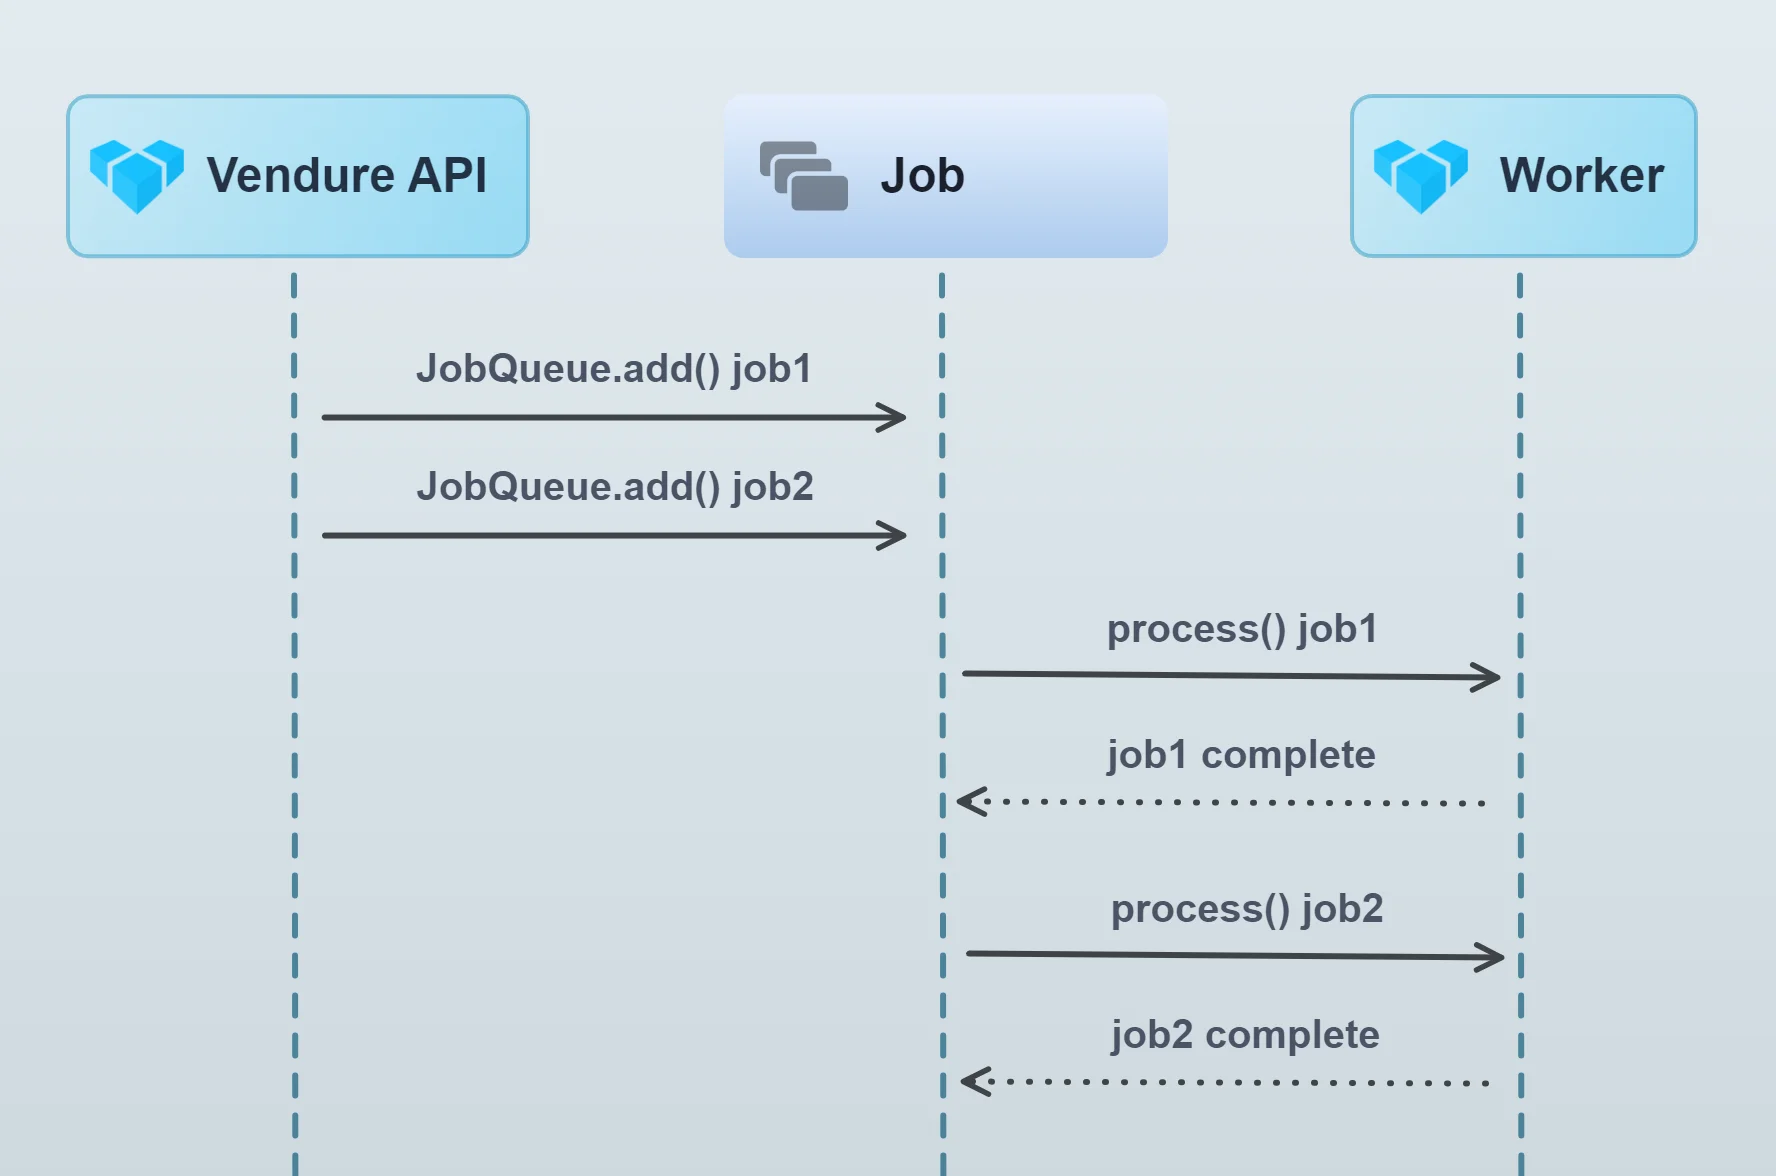 Vendure API
Job
Worker
JobQueue.add() job1
JobQueue.add() job2
process() job1
job1 complete
process() job2
job2 complete